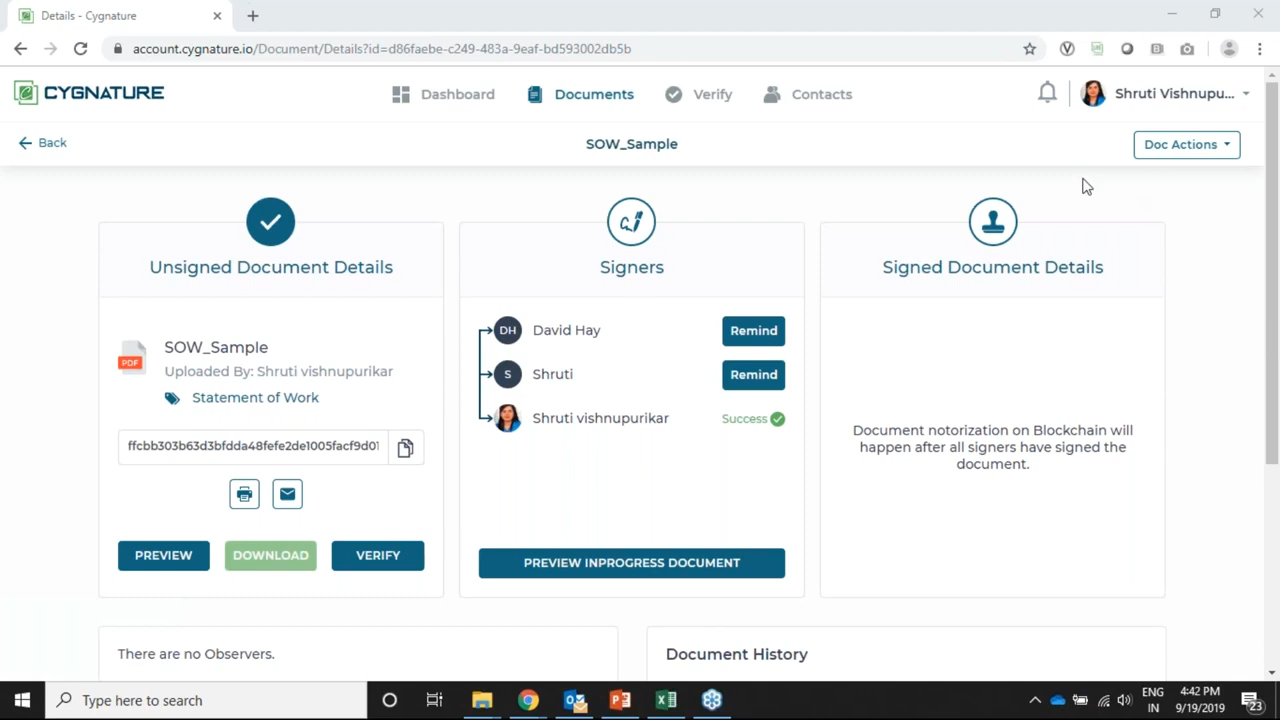 Details - Cygnature
account.cygnature.io/Document/Details?id=d86faebe-c249-483a-9eaf-bd593002db5b
CYGNATURE
Dashboard
Documents
Verify
Contacts
Shruti Vishnupu...
Back
SOW_Sample
Doc Actions
Unsigned Document Details
PDF
SOW_Sample
Uploaded By: Shruti vishnupurikar
Statement of Work
ffcbb303b63d3bfdda48fefe2de1005facf9d01
PREVIEW
DOWNLOAD
VERIFY
Signers
DH
David Hay
Remind
S
Shruti
Remind
Shruti vishnupurikar
Success
PREVIEW INPROGRESS DOCUMENT
Signed Document Details
Document notorization on Blockchain will
happen after all signers have signed the
document.
There are no Observers.
Document History
Type here to search
ENG
IN
4:42 PM
9/19/2019
23